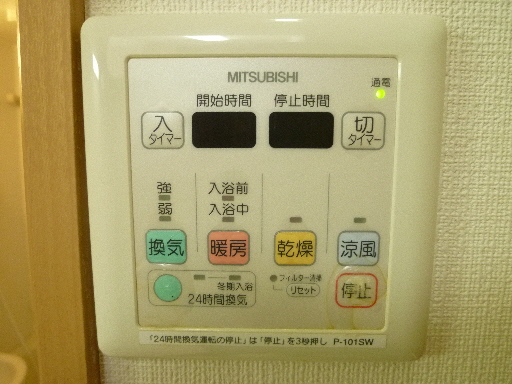 MITSUBISHI
通電
開始時間 停止時間
入
タイマー
切
タイマー
強
弱
入浴前
入浴中
換気
暖房
乾燥
涼風
冬期入浴
24時間換気
フィルター清掃
リセット
停止
「24時間換気運転の停止」は「停止」を3秒押し P-101SW